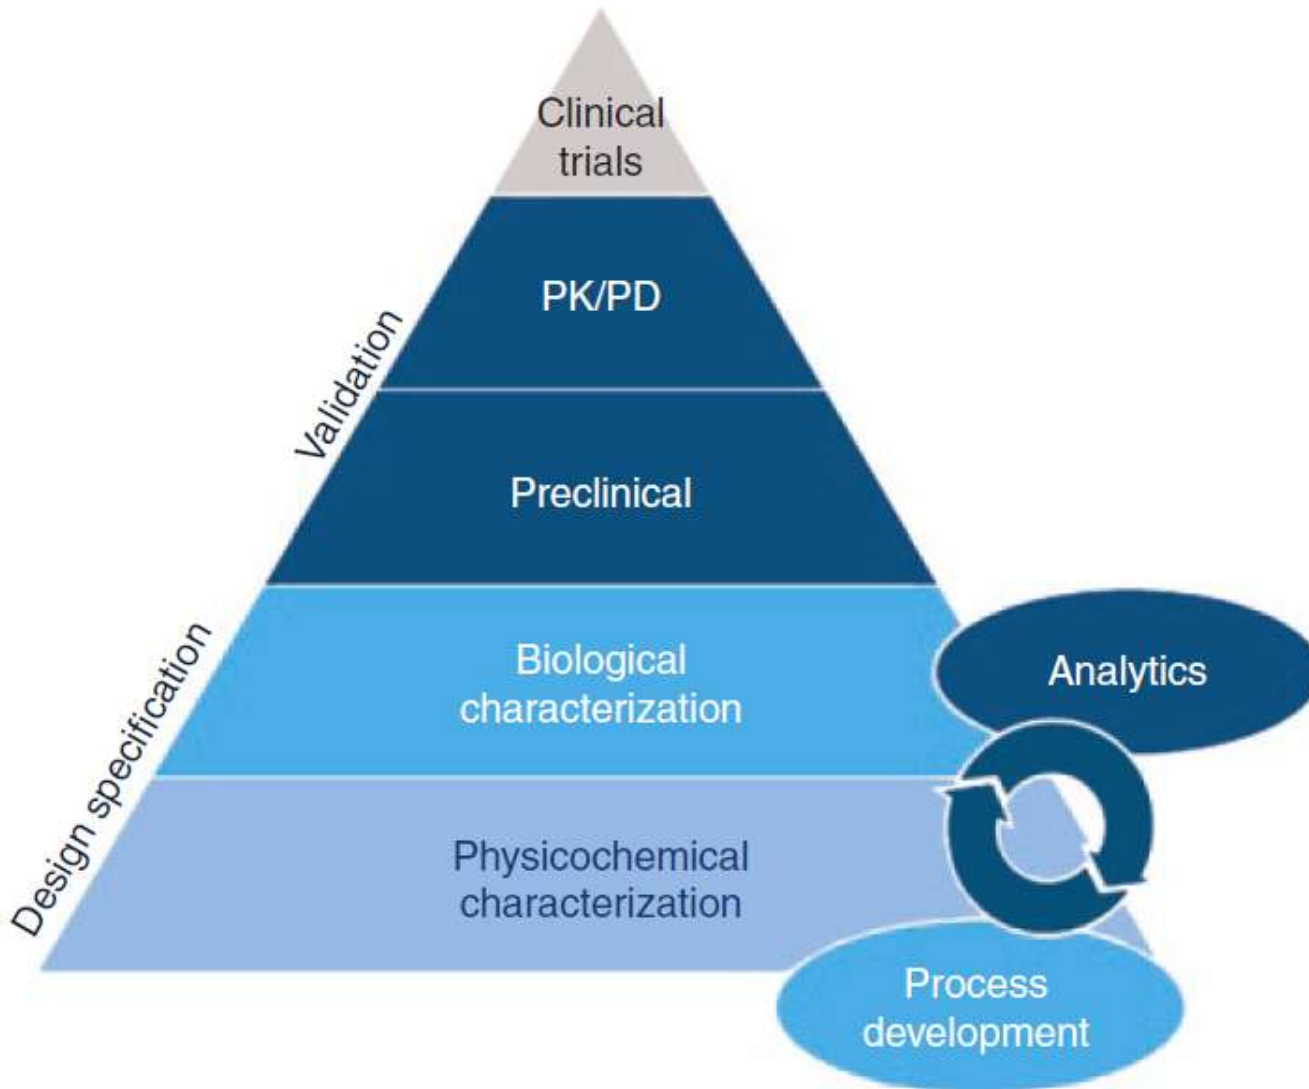 Clinical
trials
PK/PD
Validation
Preclinical
Biological
characterization
Analytics
Design specification
Physicochemical
characterization
Process
development